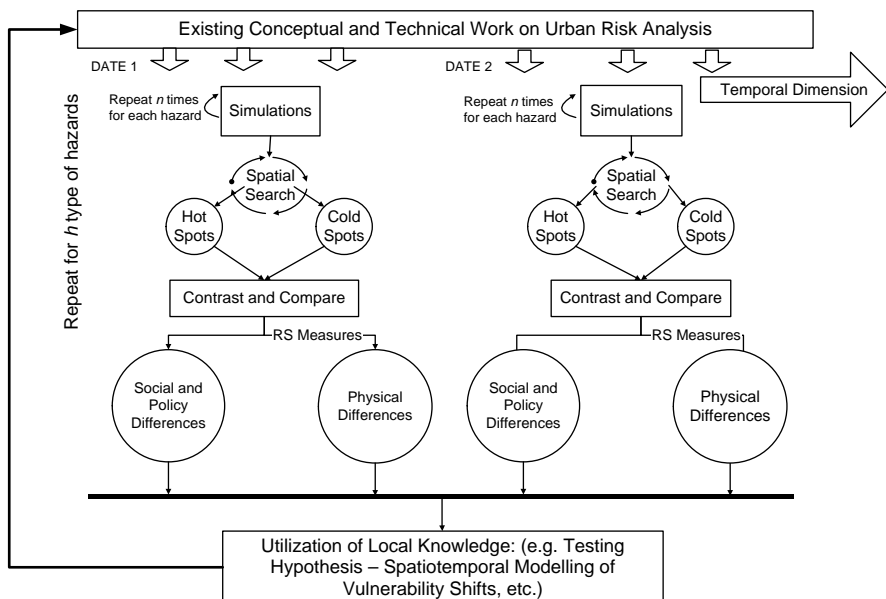 Existing Conceptual and Technical Work on Urban Risk Analysis
DATE 1
DATE 2
Temporal Dimension
Repeat for h type of hazards
Repeat n times
for each hazard
Simulations
Spatial
Search
Hot
Spots
Cold
Spots
Contrast and Compare
RS Measures
Social and
Policy
Differences
Physical
Differences
Repeat n times
for each hazard
Simulations
Spatial
Search
Hot
Spots
Cold
Spots
Contrast and Compare
RS Measures
Social and
Policy
Differences
Physical
Differences
Utilization of Local Knowledge: (e.g. Testing
Hypothesis – Spatiotemporal Modelling of
Vulnerability Shifts, etc.)